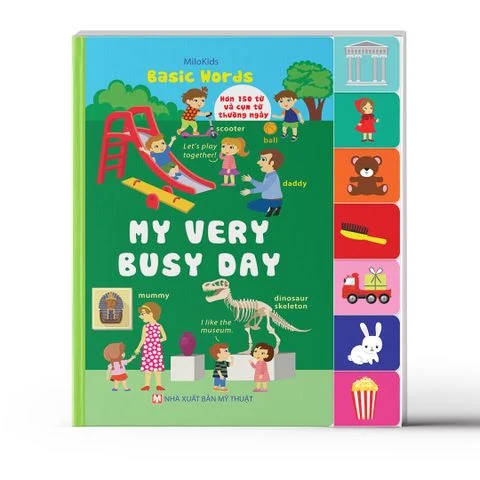 MiloKids
Basic Words
Hơn 150 từ
và cụm từ
thường ngày
scooter
ball
Let's play
together!
daddy
MY VERY
BUSY DAY
mummy
dinosaur
skeleton
I like the
museum.
NHÀ XUẤT BẢN MỸ THUẬT